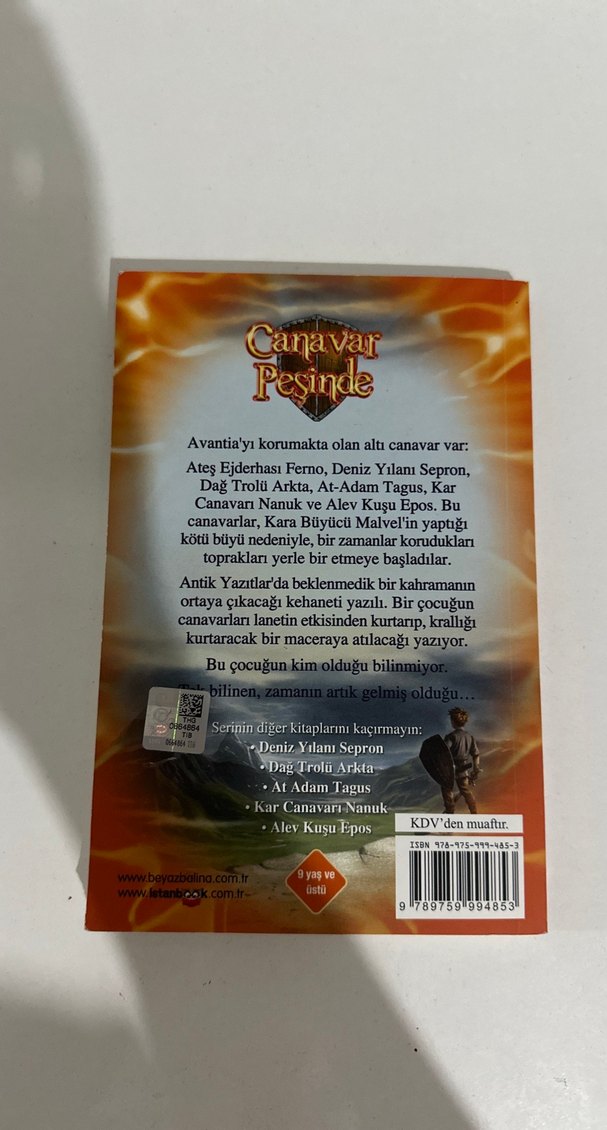 Canavar
Peşinde
Avantia'yı korumakta olan altı canavar var:
Ateş Ejderhası Ferno, Deniz Yılanı Sepron,
Dağ Trolü Arkta, At-Adam Tagus, Kar
Canavarı Nanuk ve Alev Kuşu Epos. Bu
canavarlar, Kara Büyücü Malvel'in yaptığı
kötü büyü nedeniyle, bir zamanlar korudukları
toprakları yerle bir etmeye başladılar.
Antik Yazıtlar'da beklenmedik bir kahramanın
ortaya çıkacağı kehaneti yazılı. Bir çocuğun
canavarları lanetin etkisinden kurtarıp, krallığı
kurtaracak bir maceraya atılacağı yazıyor.
Bu çocuğun kim olduğu bilinmiyor.
Tek bilinen, zamanın artık gelmiş olduğu…
THG
0664864
TIB
0664864 TIB
Serinin diğer kitaplarını kaçırmayın:
• Deniz Yılanı Sepron
• Dağ Trolü Arkta
• At Adam Tagus
• Kar Canavarı Nanuk
• Alev Kuşu Epos
KDV'den muaftır.
ISBN 978-975-999-485-3
9 789759 994853
9 yaş ve
üstü
www.beyazbalina.com.tr
www.istanbook.com.tr